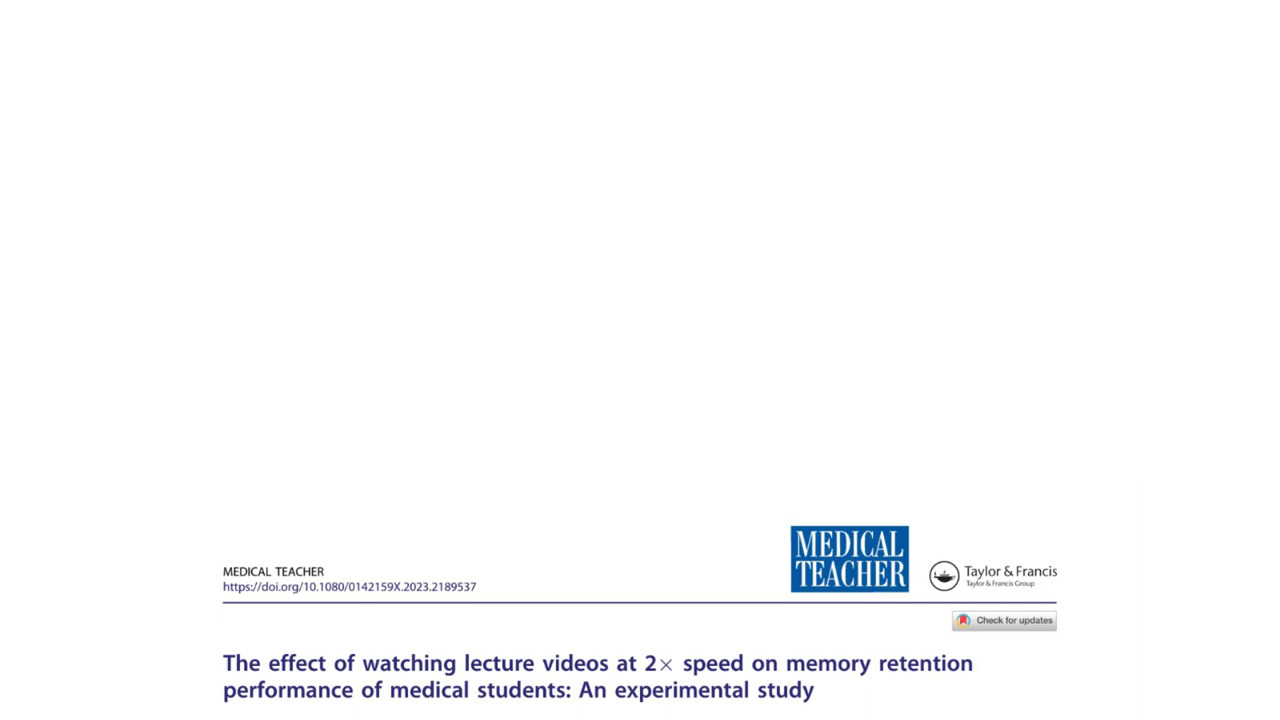 MEDICAL TEACHER
https://doi.org/10.1080/0142159X.2023.2189537
MEDICAL
TEACHER
Taylor & Francis
Taylor & Francis Group
Check for updates
The effect of watching lecture videos at 2× speed on memory retention
performance of medical students: An experimental study